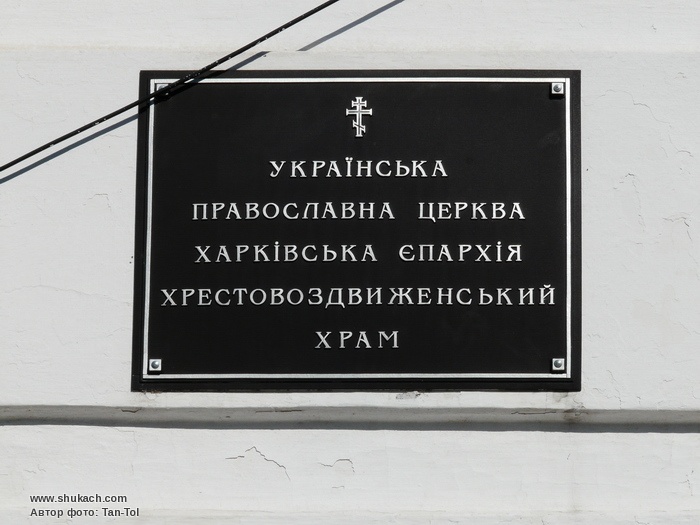 УКРАЇНСЬКА
ПРАВОСЛАВНА ЦЕРКВА
ХАРКІВСЬКА ЄПАРХІЯ
ХРЕСТОВОЗДВИЖЕНСЬКИЙ
ХРАМ
www.shukach.com
Автор фото: Tan-Tol